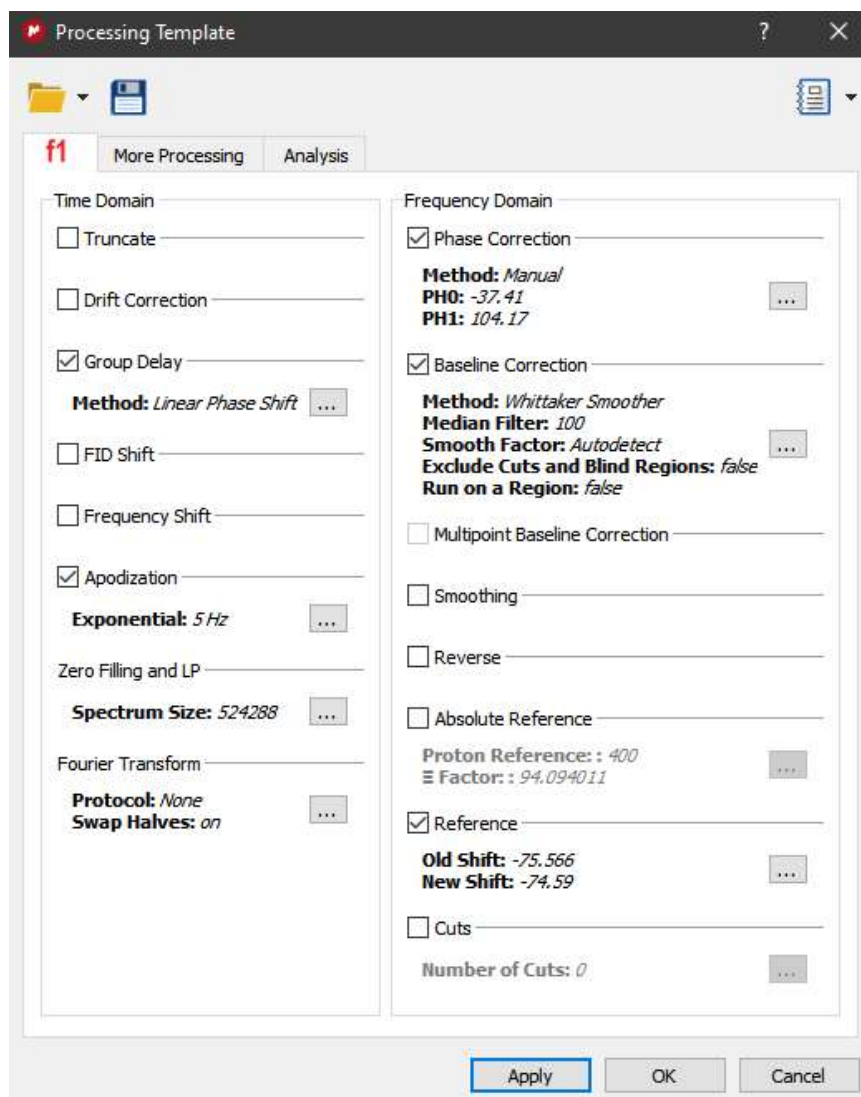 Processing Template
?
f1
More Processing
Analysis
Time Domain
Truncate
Drift Correction
Group Delay
Method: Linear Phase Shift
...
FID Shift
Frequency Shift
Apodization
Exponential: 5 Hz
...
Zero Filling and LP
Spectrum Size: 524288
...
Fourier Transform
Protocol: None
Swap Halves: on
...
Frequency Domain
Phase Correction
Method: Manual
PH0: -37.41
PH1: 104.17
...
Baseline Correction
Method: Whittaker Smoother
Median Filter: 100
Smooth Factor: Autodetect
Exclude Cuts and Blind Regions: false
Run on a Region: false
...
Multipoint Baseline Correction
Smoothing
Reverse
Absolute Reference
Proton Reference: : 400
Ξ Factor: : 94.094011
...
Reference
Old Shift: -75.566
New Shift: -74.59
...
Cuts
Number of Cuts: 0
...
Apply
OK
Cancel